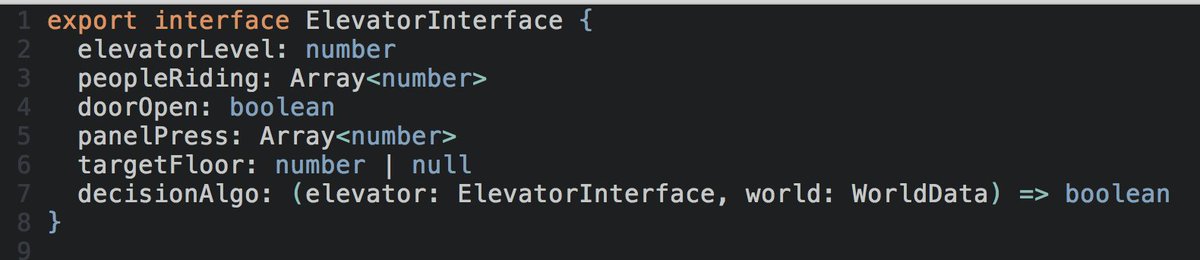 1 export interface ElevatorInterface {
2   elevatorLevel: number
3   peopleRiding: Array<number>
4   doorOpen: boolean
5   panelPress: Array<number>
6   targetFloor: number | null
7   decisionAlgo: (elevator: ElevatorInterface, world: WorldData) => boolean
8 }
9